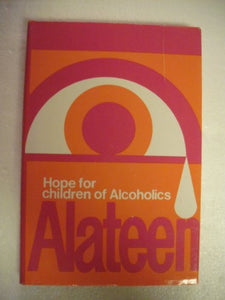 Hope for
children of Alcoholics
Alateen